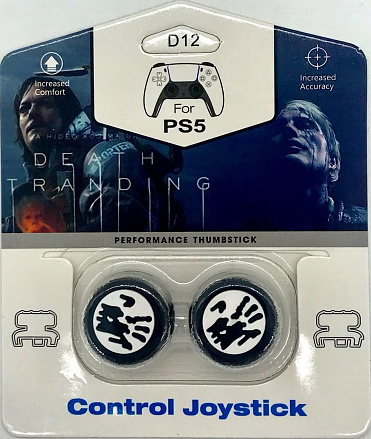 D12
Increased
Comfort
Increased
Accuracy
For
PS5
DEATH
TRANDING
PERFORMANCE THUMBSTICK
Control Joystick